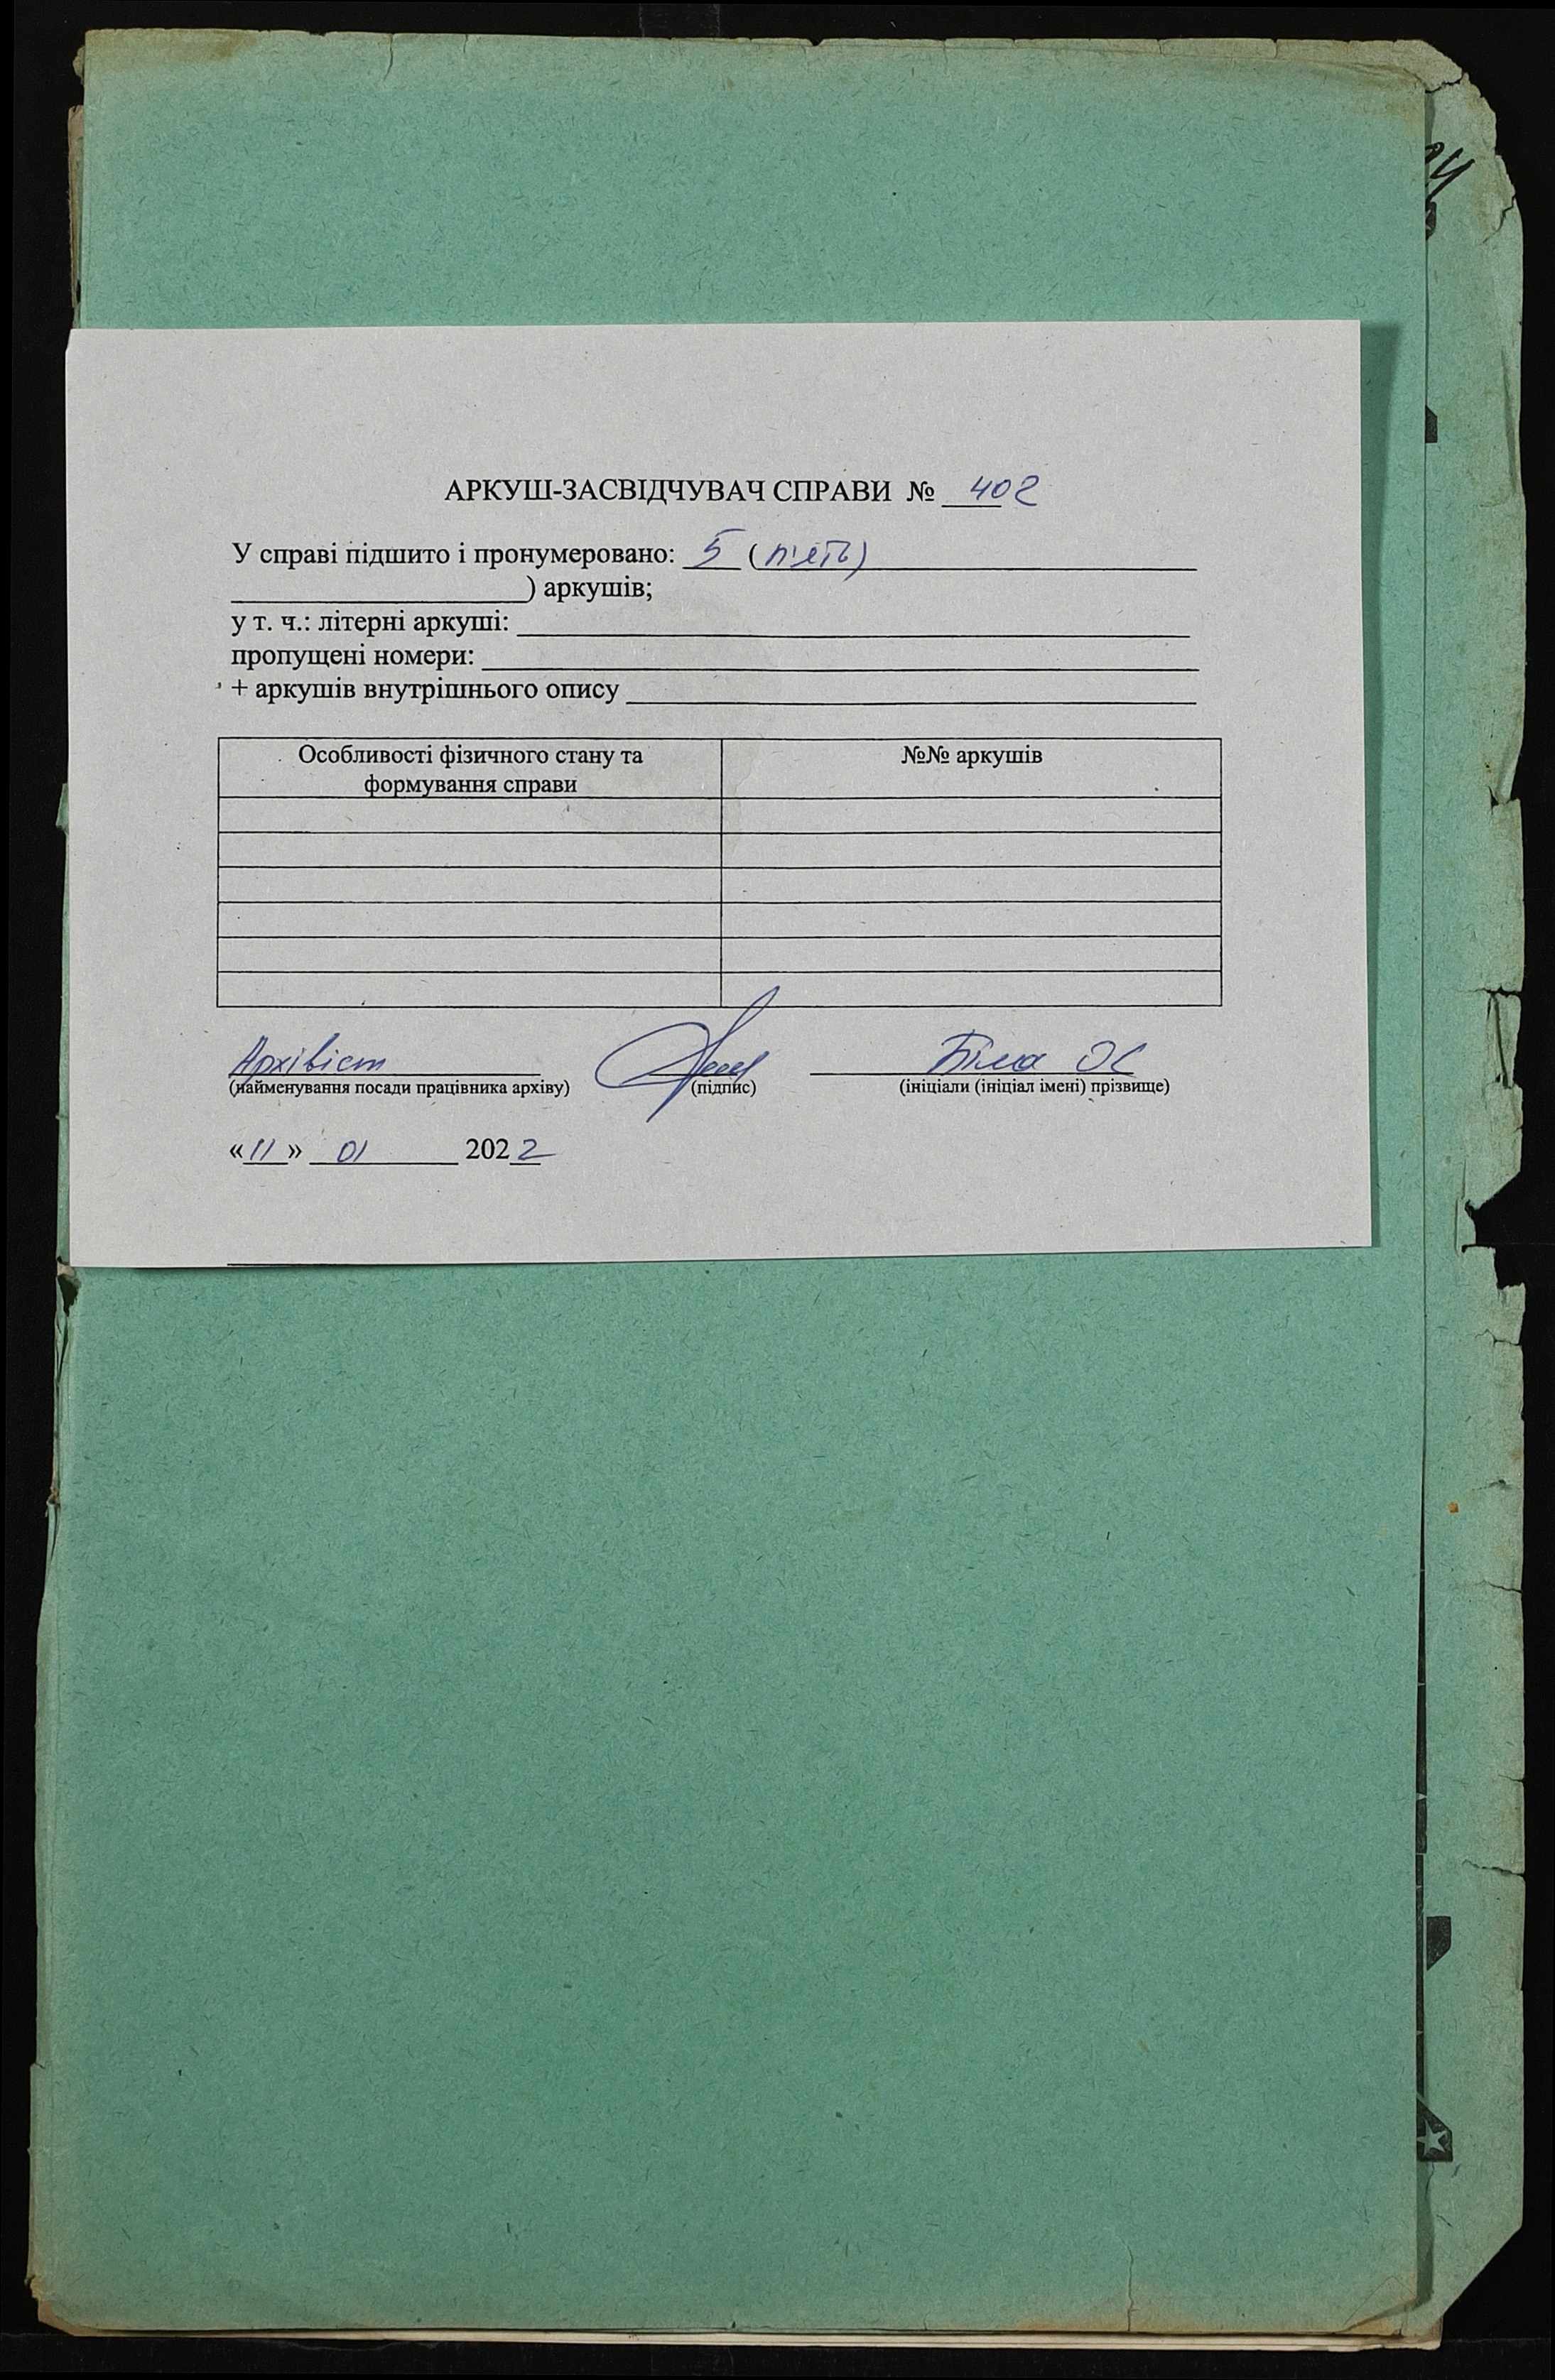 АРКУШ-ЗАСВІДЧУВАЧ СПРАВИ № 402
У справі підшито і пронумеровано: 5 (п'ять)
) аркушів;
у т. ч.: літерні аркуші:
пропущені номери:
+ аркушів внутрішнього опису
Особливості фізичного стану та
формування справи
№№ аркушів
Архівіст
Біла ОС
(найменування посади працівника архіву) (підпис) (ініціали (ініціал імені) прізвище)
«11» 01 2022